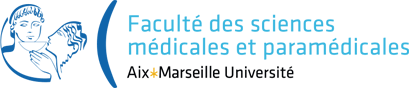 Faculté des sciences
médicales et paramédicales
Aix*Marseille Université